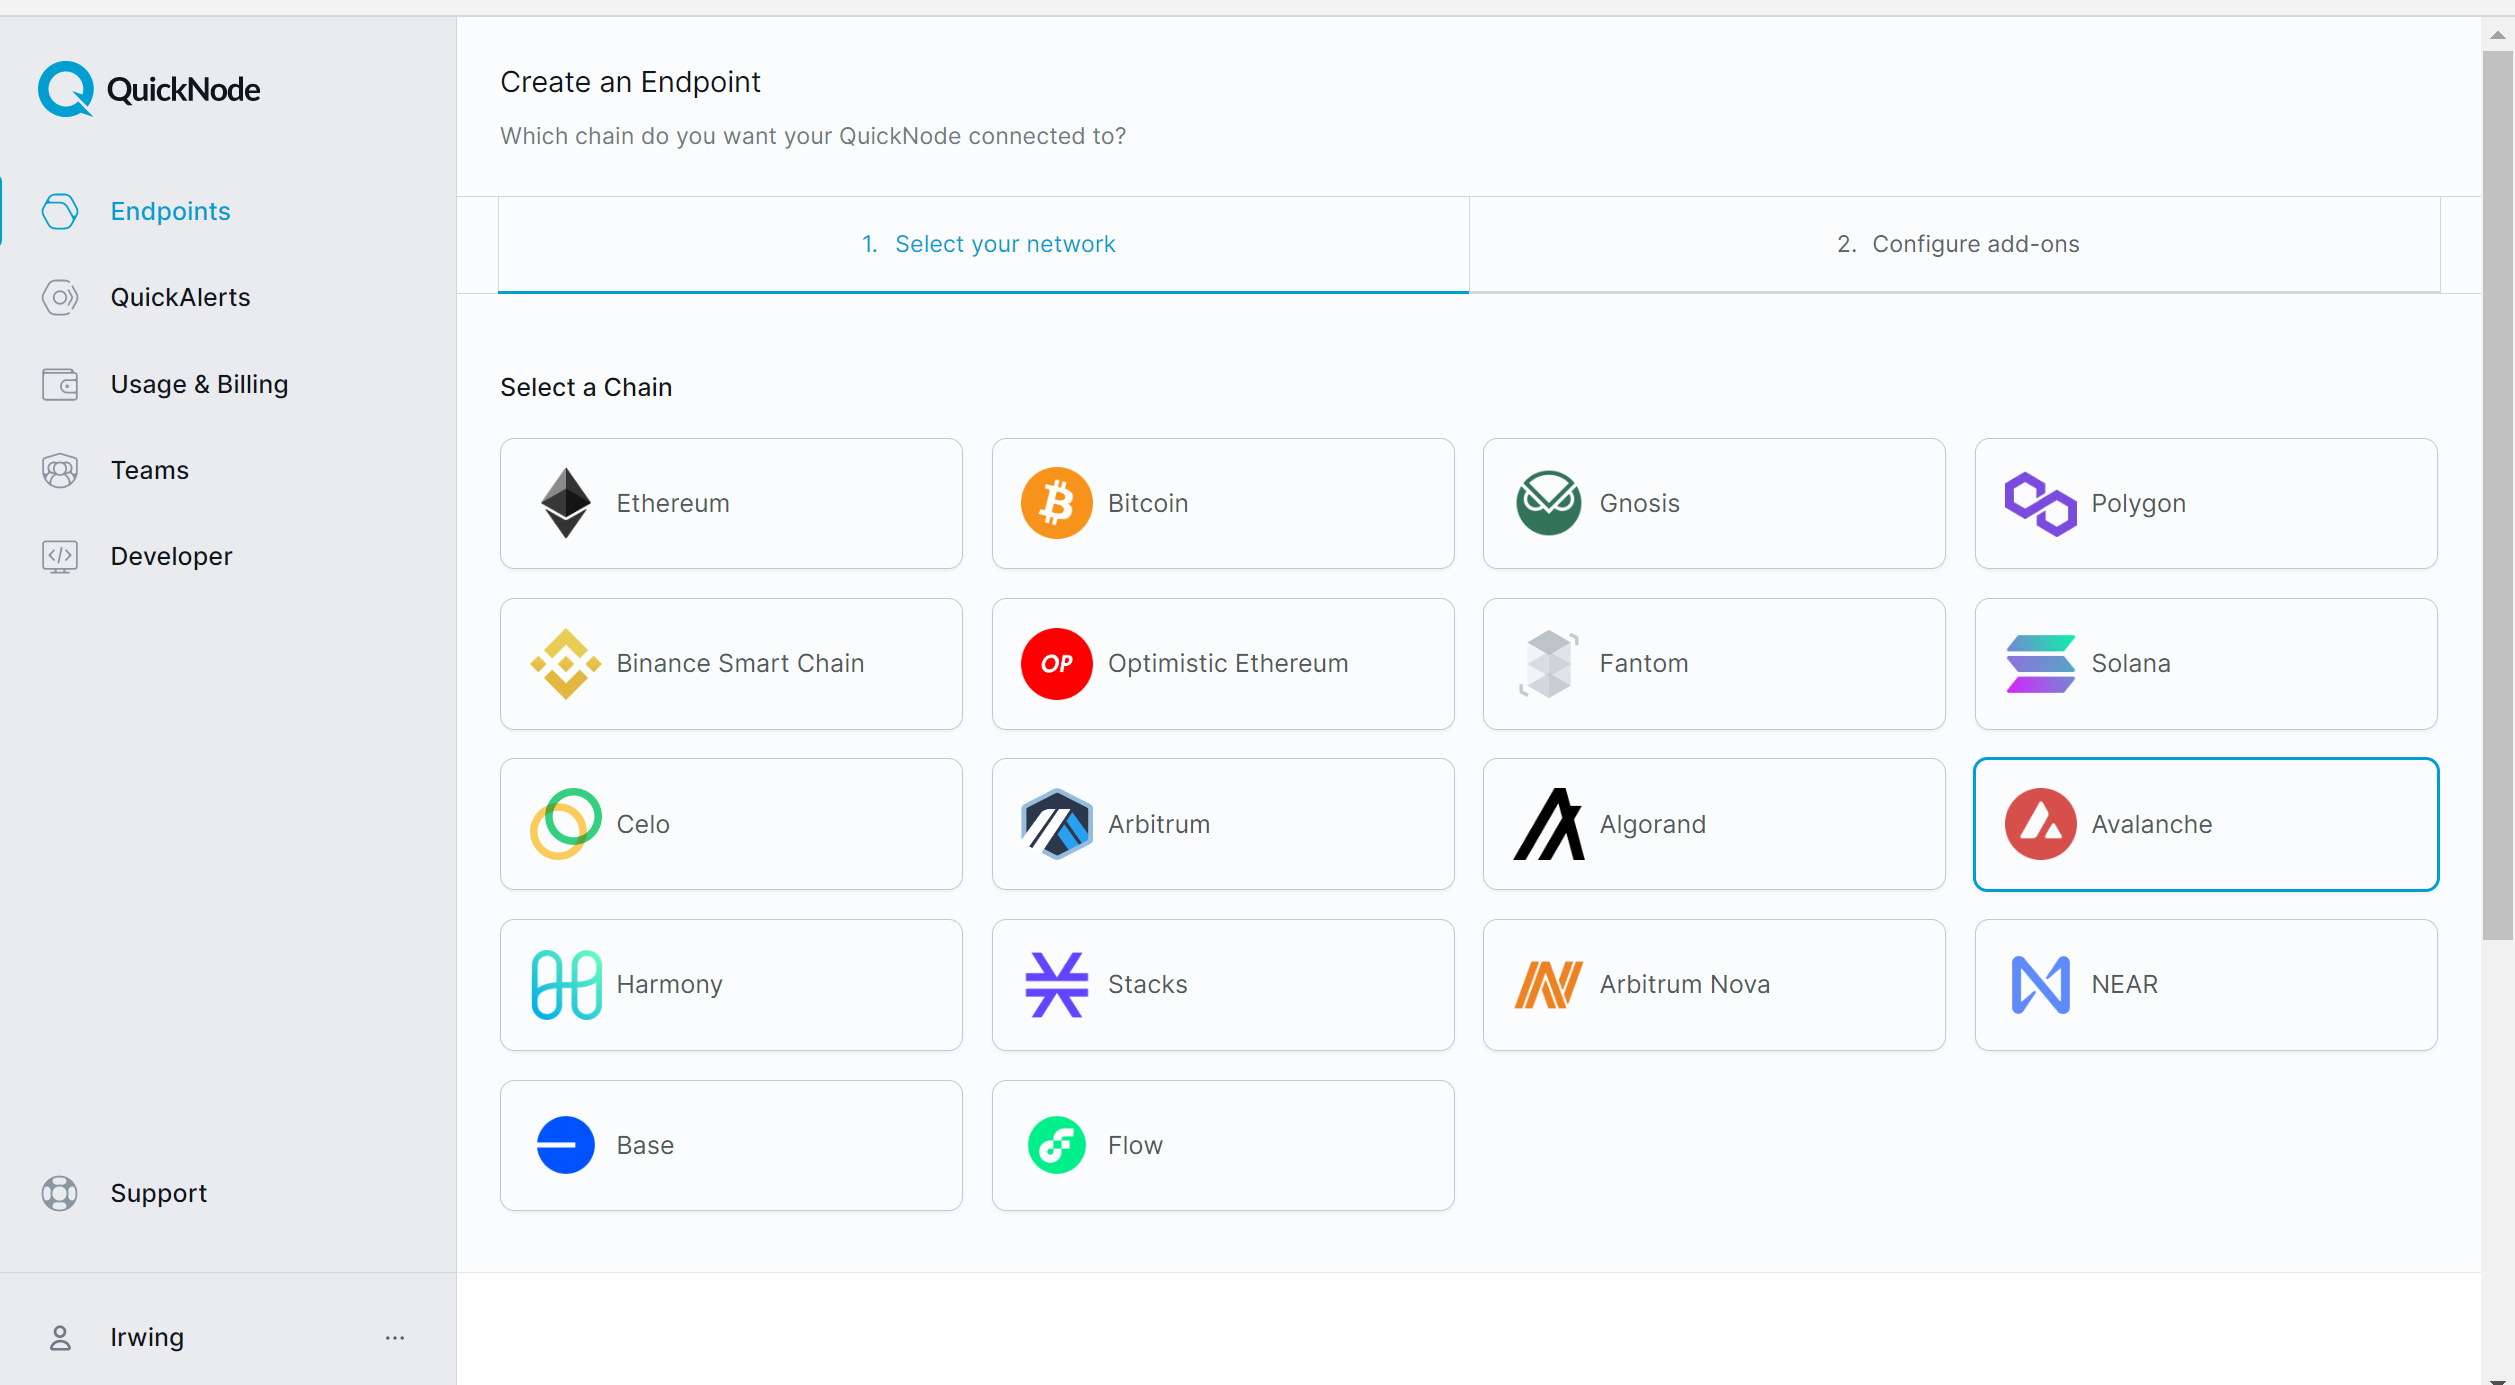 QuickNode
Endpoints
QuickAlerts
Usage & Billing
Teams
Developer
Support
Irwing
Create an Endpoint
Which chain do you want your QuickNode connected to?
1. Select your network
2. Configure add-ons
Select a Chain
Ethereum
Bitcoin
Gnosis
Polygon
Binance Smart Chain
OP Optimistic Ethereum
Fantom
Solana
Celo
Arbitrum
Algorand
Avalanche
Harmony
Stacks
Arbitrum Nova
NEAR
Base
Flow